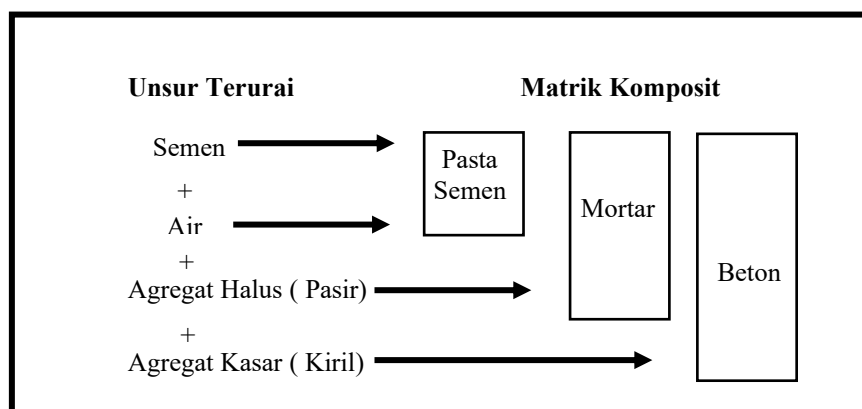 Unsur Terurai Matrik Komposit
Semen
Pasta
Semen
+
Mortar
Air
+
Beton
Agregat Halus ( Pasir)
+
Agregat Kasar ( Kiril)